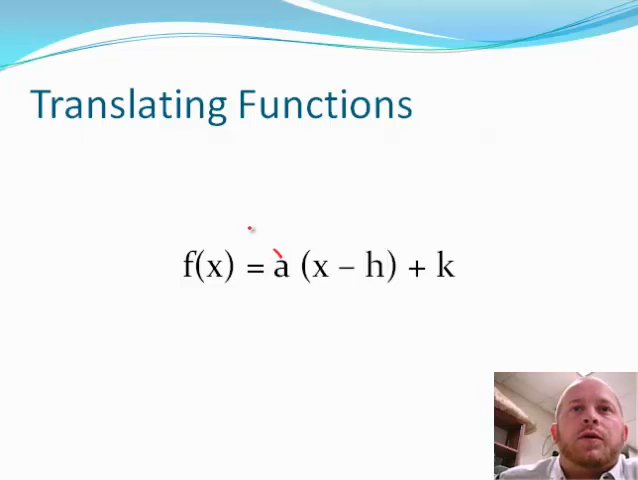 Translating Functions
f(x) = a (x – h) + k